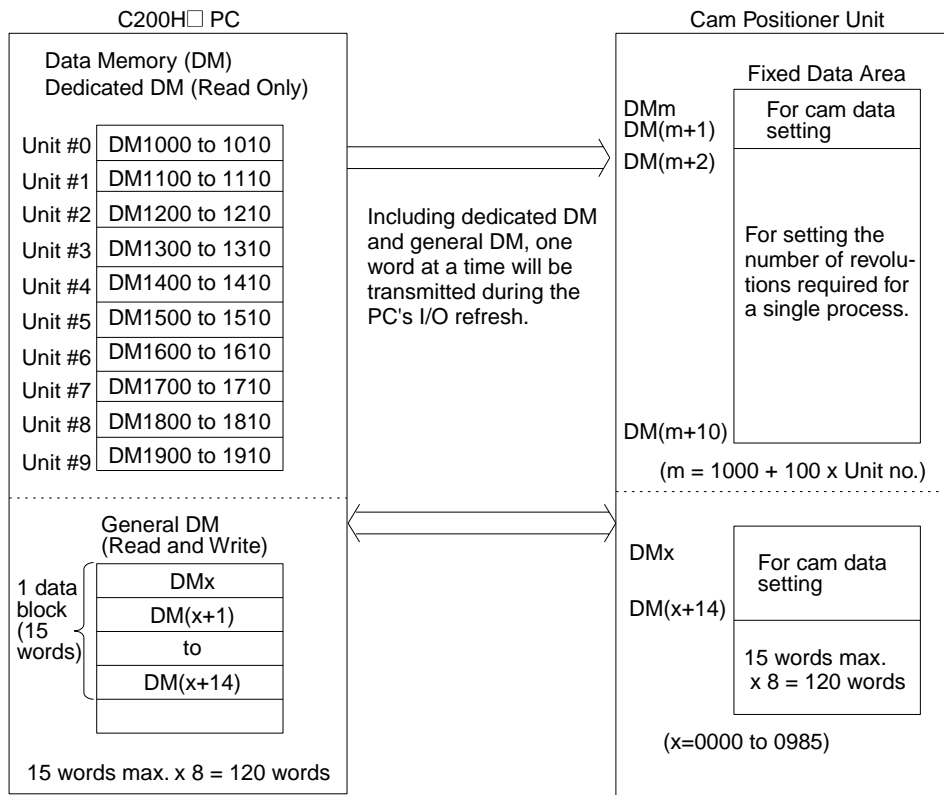 C200H□ PC
Data Memory (DM)
Dedicated DM (Read Only)
Unit #0 DM1000 to 1010
Unit #1 DM1100 to 1110
Unit #2 DM1200 to 1210
Unit #3 DM1300 to 1310
Unit #4 DM1400 to 1410
Unit #5 DM1500 to 1510
Unit #6 DM1600 to 1610
Unit #7 DM1700 to 1710
Unit #8 DM1800 to 1810
Unit #9 DM1900 to 1910
General DM
(Read and Write)
1 data
block
(15
words)
DMx
DM(x+1)
to
DM(x+14)
15 words max. x 8 = 120 words
Including dedicated DM
and general DM, one
word at a time will be
transmitted during the
PC's I/O refresh.
Cam Positioner Unit
Fixed Data Area
DMm
DM(m+1)
DM(m+2)
For cam data
setting
For setting the
number of revolu-
tions required for
a single process.
DM(m+10)
(m = 1000 + 100 x Unit no.)
DMx
DM(x+14)
For cam data
setting
15 words max.
x 8 = 120 words
(x=0000 to 0985)